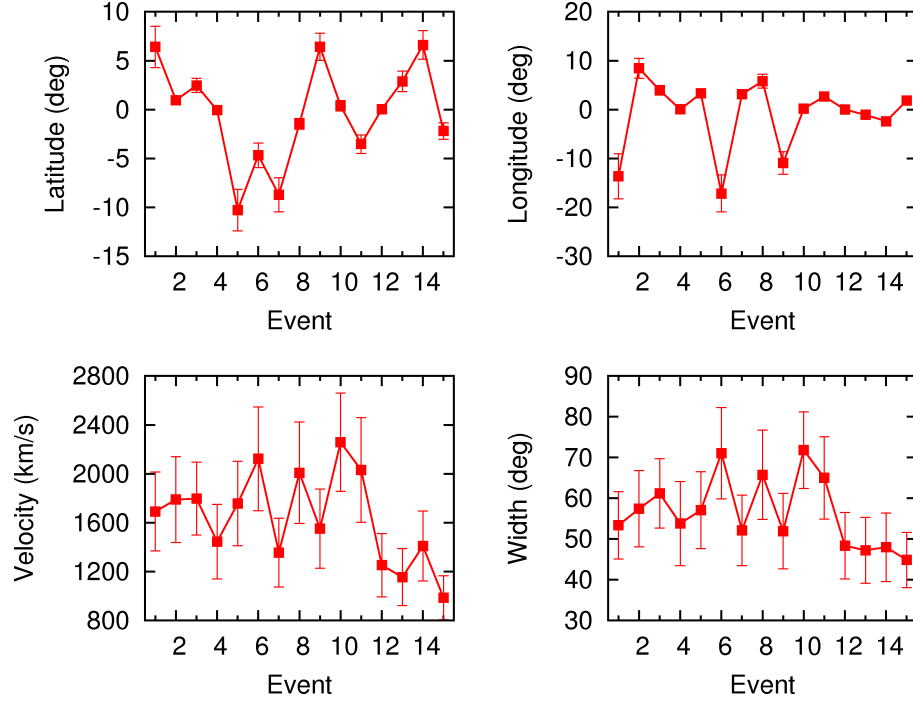 Latitude (deg)
10
5
0
-5
-10
-15
2 4 6 8 10 12 14
Event
Longitude (deg)
20
10
0
-10
-20
-30
2 4 6 8 10 12 14
Event
Velocity (km/s)
2800
2400
2000
1600
1200
800
2 4 6 8 10 12 14
Event
Width (deg)
90
80
70
60
50
40
30
2 4 6 8 10 12 14
Event